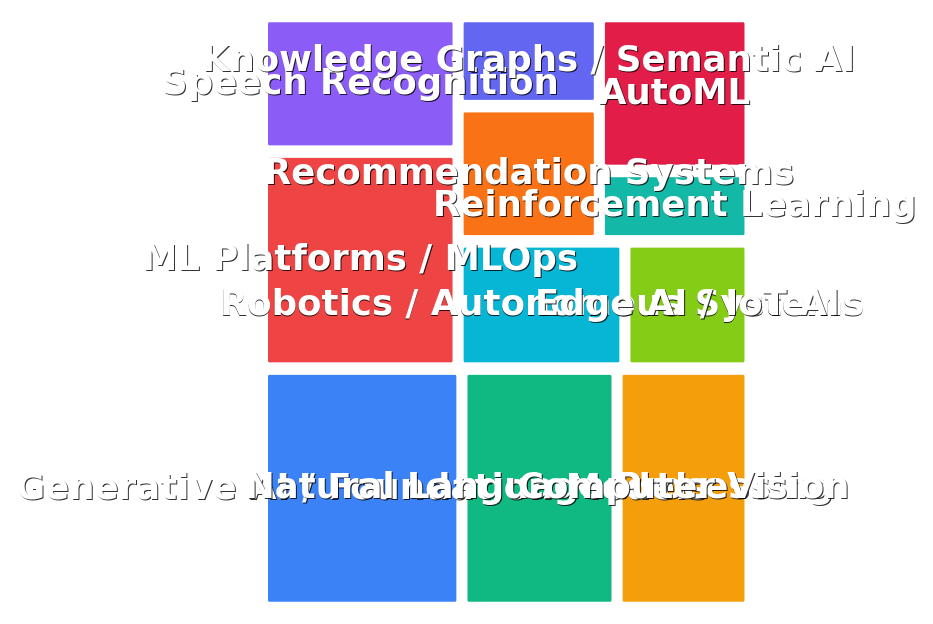 Knowledge Graphs / Semantic AI
Speech Recognition
AutoML
Recommendation Systems
Reinforcement Learning
ML Platforms / MLOps
Robotics / Autonomous Systems
Edge AI / IoT AI
Generative AI / Foundation Models
Natural Language Processing
Computer Vision